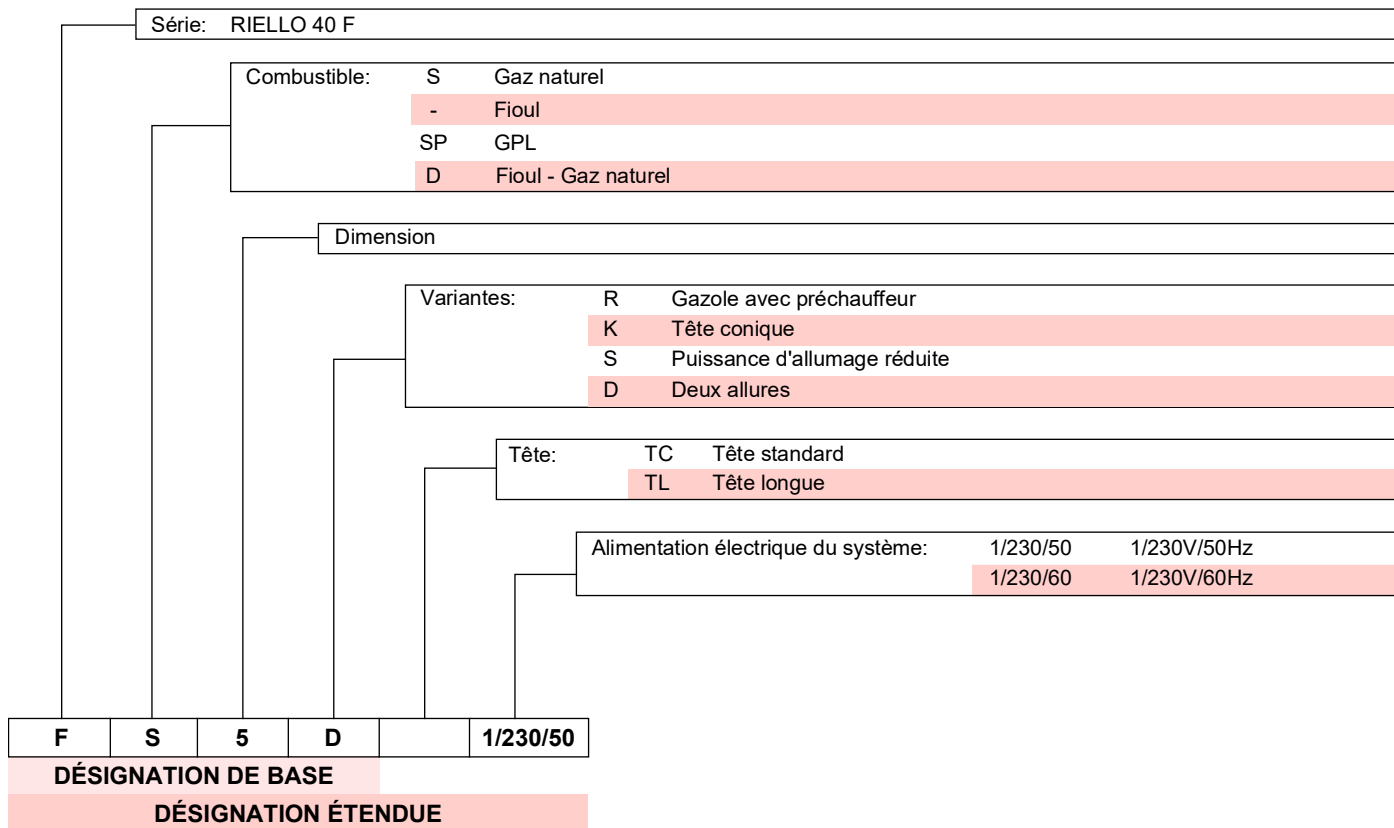 Série: RIELLO 40 F
Combustible: S Gaz naturel
- Fioul
SP GPL
D Fioul - Gaz naturel
Dimension
Variantes: R Gazole avec préchauffeur
K Tête conique
S Puissance d'allumage réduite
D Deux allures
Tête: TC Tête standard
TL Tête longue
Alimentation électrique du système: 1/230/50 1/230V/50Hz
1/230/60 1/230V/60Hz
F S 5 D 1/230/50
DÉSIGNATION DE BASE
DÉSIGNATION ÉTENDUE